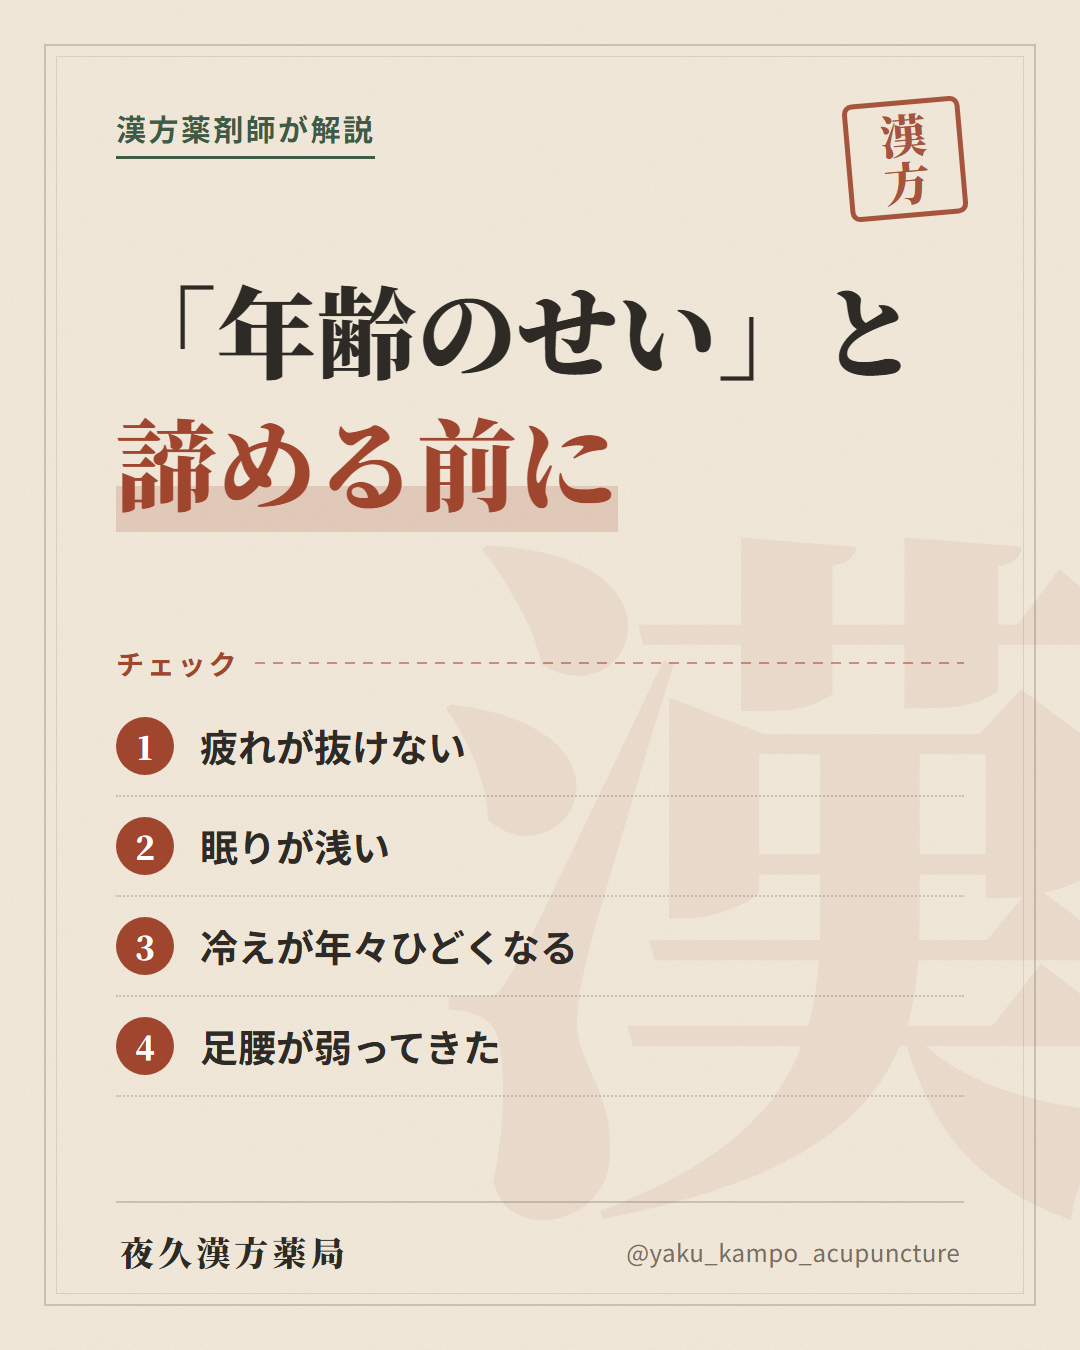 漢方薬剤師が解説
漢
方
「年齢のせい」と
諦める前に
チェック
1 疲れが抜けない
2 眠りが浅い
3 冷えが年々ひどくなる
4 足腰が弱ってきた
漢
夜久漢方薬局
@yaku_kampo_acupuncture